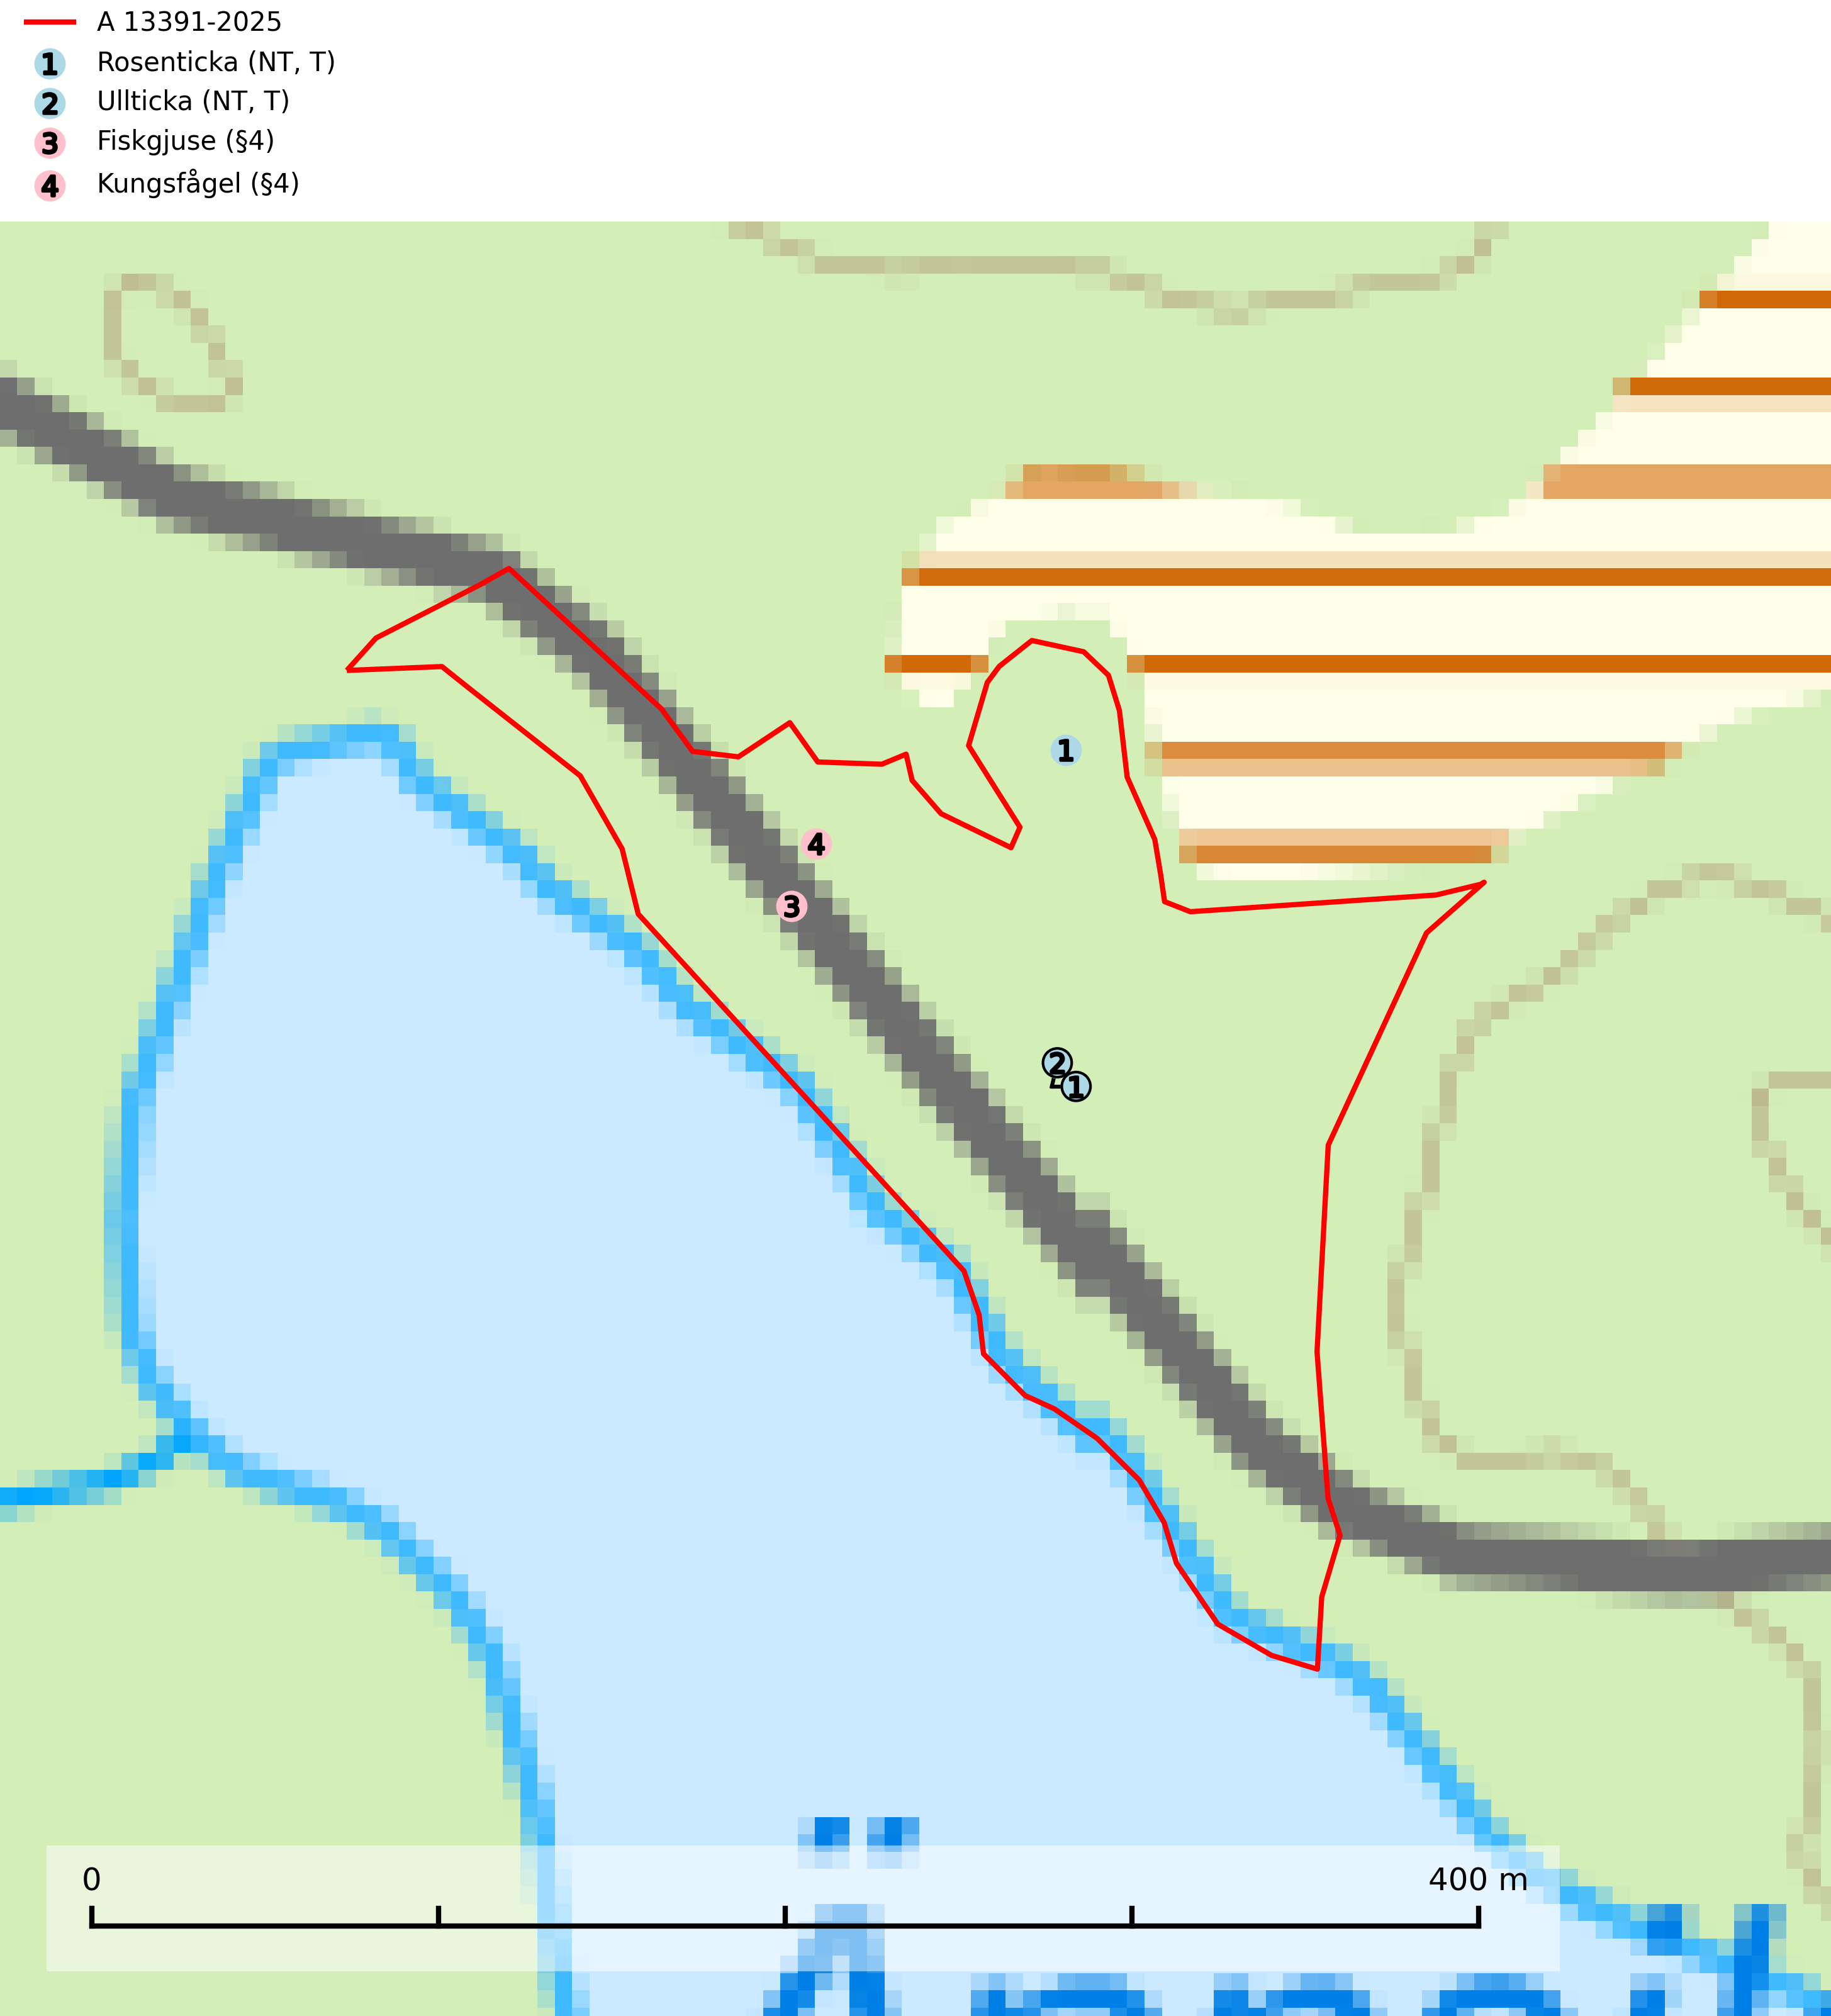 A 13391-2025
1 Rosenticka (NT, T)
2 Ullticka (NT, T)
3 Fiskgjuse (§4)
4 Kungsfågel (§4)
1
4
3
2
1
0 400 m